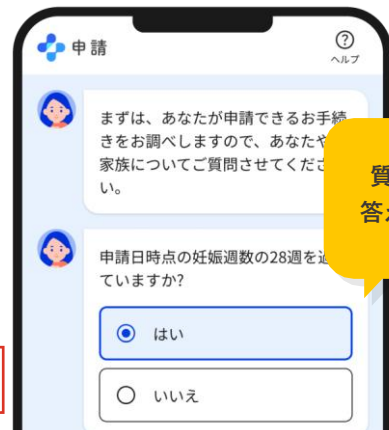 申請
ヘルプ
まずは、あなたが申請できるお手続
きをお調べしますので、あなたや
家族についてご質問させてくださ
い。
質
答
申請日時点の妊娠週数の28週を
ていますか?
はい
いいえ